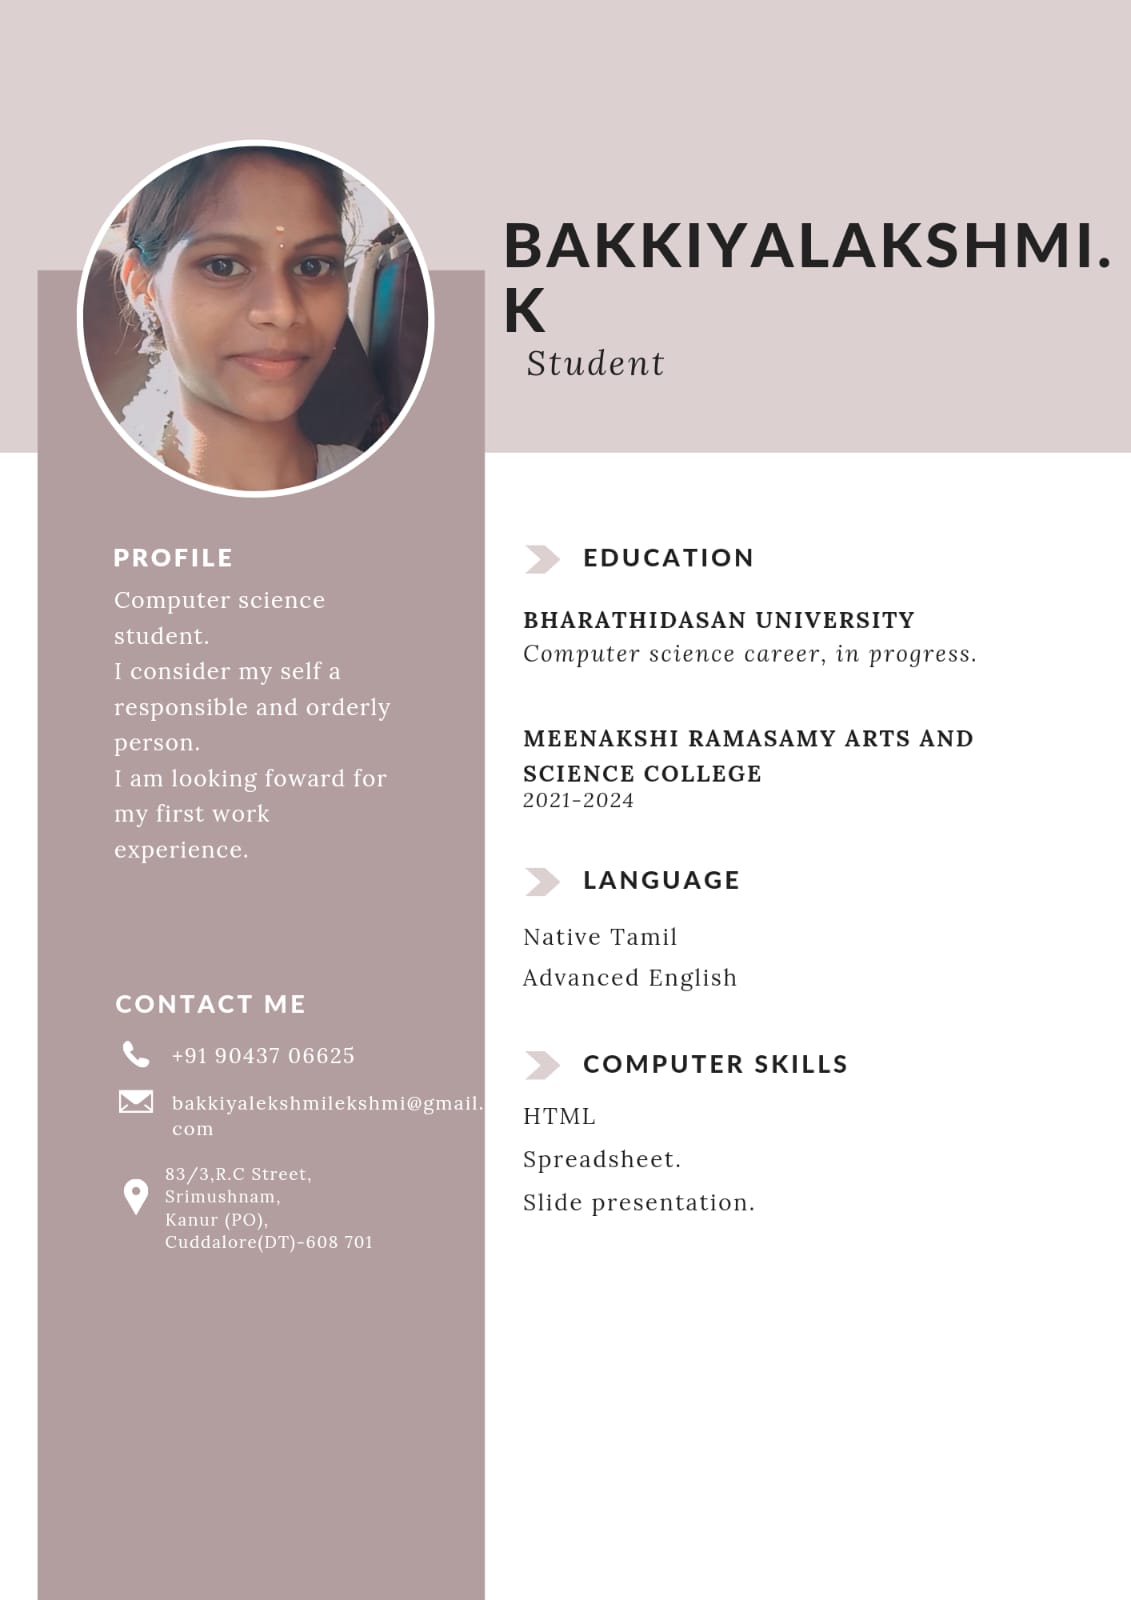 BAKKIYALAKSHMI.
K
Student
PROFILE
Computer science
student.
I consider my self a
responsible and orderly
person.
I am looking foward for
my first work
experience.
CONTACT ME
+91 90437 06625
bakkiyalekshmilekshmi@gmail.
com
83/3,R.C Street,
Srimushnam,
Kanur (PO),
Cuddalore(DT)-608 701
EDUCATION
BHARATHIDASAN UNIVERSITY
Computer science career, in progress.
MEENAKSHI RAMASAMY ARTS AND
SCIENCE COLLEGE
2021-2024
LANGUAGE
Native Tamil
Advanced English
COMPUTER SKILLS
HTML
Spreadsheet.
Slide presentation.